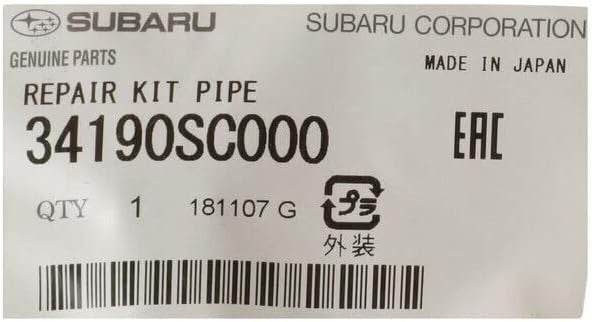 SUBARU SUBARU CORPORATION
GENUINE PARTS MADE IN JAPAN
REPAIR KIT PIPE
34190SC000 EAC
QTY 1 181107 G プラ
外装